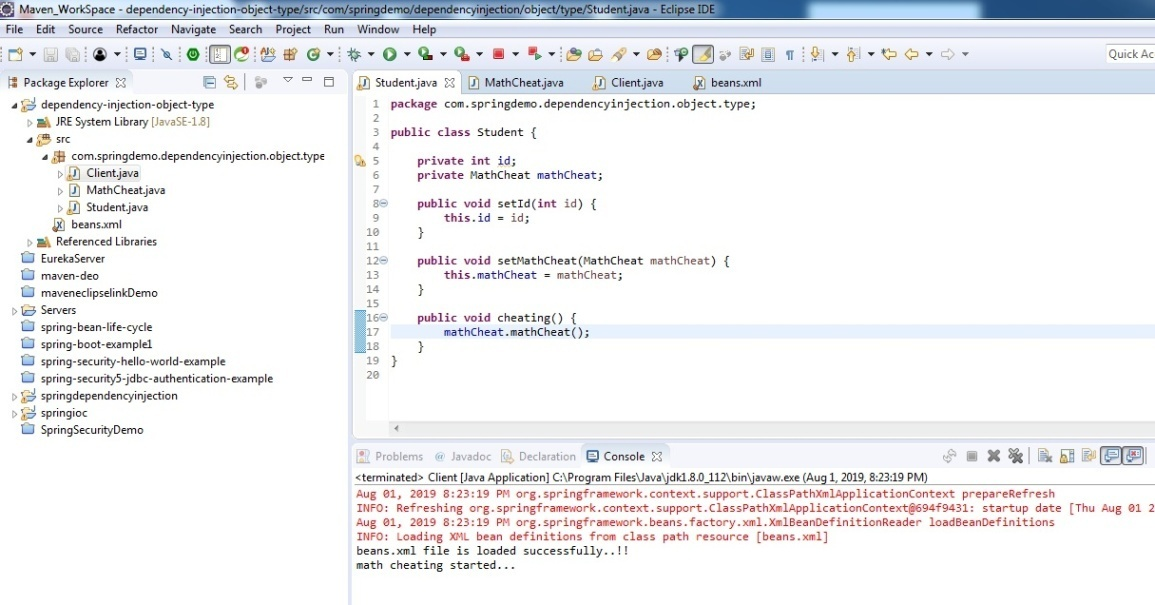 Maven_WorkSpace - dependency-injection-object-type/src/com/springdemo/dependencyinjection/object/type/Student.java - Eclipse IDE
File Edit Source Refactor Navigate Search Project Run Window Help
Quick Ac
Package Explorer
dependency-injection-object-type
JRE System Library [JavaSE-1.8]
src
com.springdemo.dependencyinjection.object.type
Client.java
MathCheat.java
Student.java
beans.xml
Referenced Libraries
EurekaServer
maven-deo
maveneclipselinkDemo
Servers
spring-bean-life-cycle
spring-boot-example1
spring-security-hello-world-example
spring-security5-jdbc-authentication-example
springdependencyinjection
springioc
SpringSecurityDemo
Student.java MathCheat.java Client.java beans.xml
1 package com.springdemo.dependencyinjection.object.type;
2
3 public class Student {
4
5 private int id;
6 private MathCheat mathCheat;
7
8 public void setId(int id) {
9 this.id = id;
10 }
11
12 public void setMathCheat(MathCheat mathCheat) {
13 this.mathCheat = mathCheat;
14 }
15
16 public void cheating() {
17 mathCheat.mathCheat();
18 }
19 }
20
Problems @ Javadoc Declaration Console
<terminated> Client [Java Application] C:\Program Files\Java\jdk1.8.0_112\bin\javaw.exe (Aug 1, 2019, 8:23:19 PM)
Aug 01, 2019 8:23:19 PM org.springframework.context.support.ClassPathXmlApplicationContext prepareRefresh
INFO: Refreshing org.springframework.context.support.ClassPathXmlApplicationContext@694f9431: startup date [Thu Aug 01 2
Aug 01, 2019 8:23:19 PM org.springframework.beans.factory.xml.XmlBeanDefinitionReader loadBeanDefinitions
INFO: Loading XML bean definitions from class path resource [beans.xml]
beans.xml file is loaded successfully..!!
math cheating started...